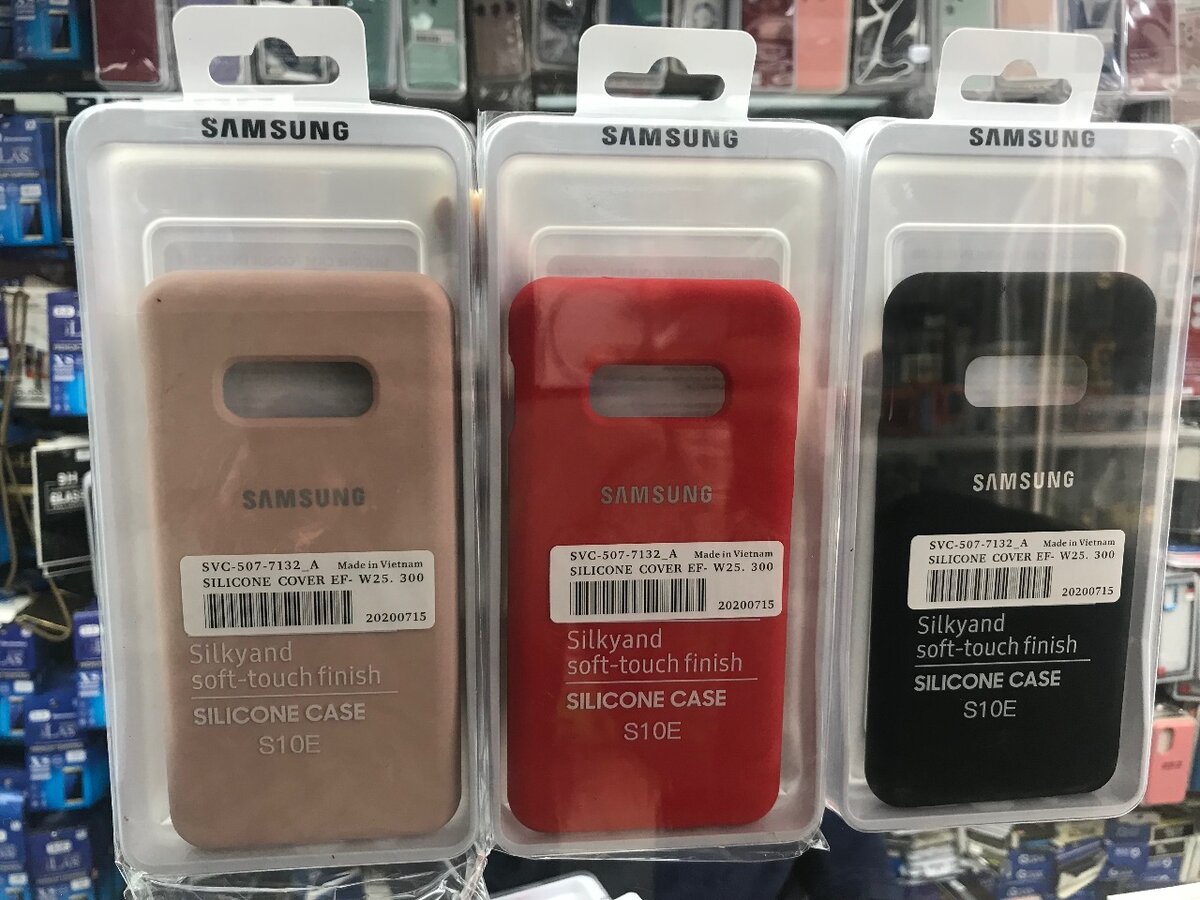 SAMSUNG
SAMSUNG
SVC-507-7132_A Made in Vietnam
SILICONE COVER EF- W25. 300
20200715
Silkyand
soft-touch finish
SILICONE CASE
S10E
SAMSUNG
SAMSUNG
SVC-507-7132_A Made in Vietnam
SILICONE COVER EF- W25. 300
20200715
Silkyand
soft-touch finish
SILICONE CASE
S10E
SAMSUNG
SAMSUNG
SVC-507-7132_A Made in Vietnam
SILICONE COVER EF- W25. 300
20200715
Silkyand
soft-touch finish
SILICONE CASE
S10E
9H